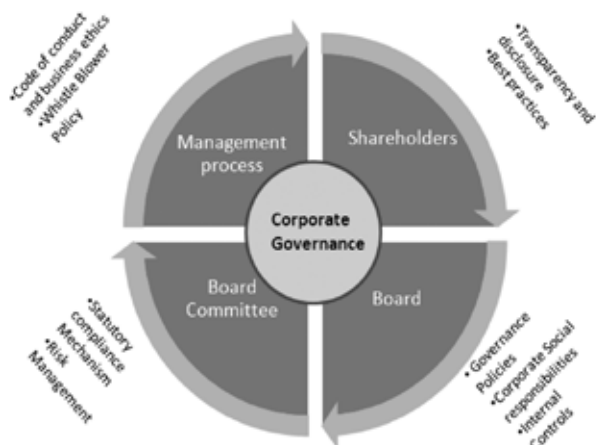 •Code of conduct
and business ethics
•Whistle Blower
Policy
•Transparency and
disclosure
•Best practices
Management
process
Shareholders
Corporate
Governance
Board
Committee
Board
•Statutory
compliance
Mechanism
•Risk
Management
• Governance
Policies
•Corporate Social
responsibilities
•Internal